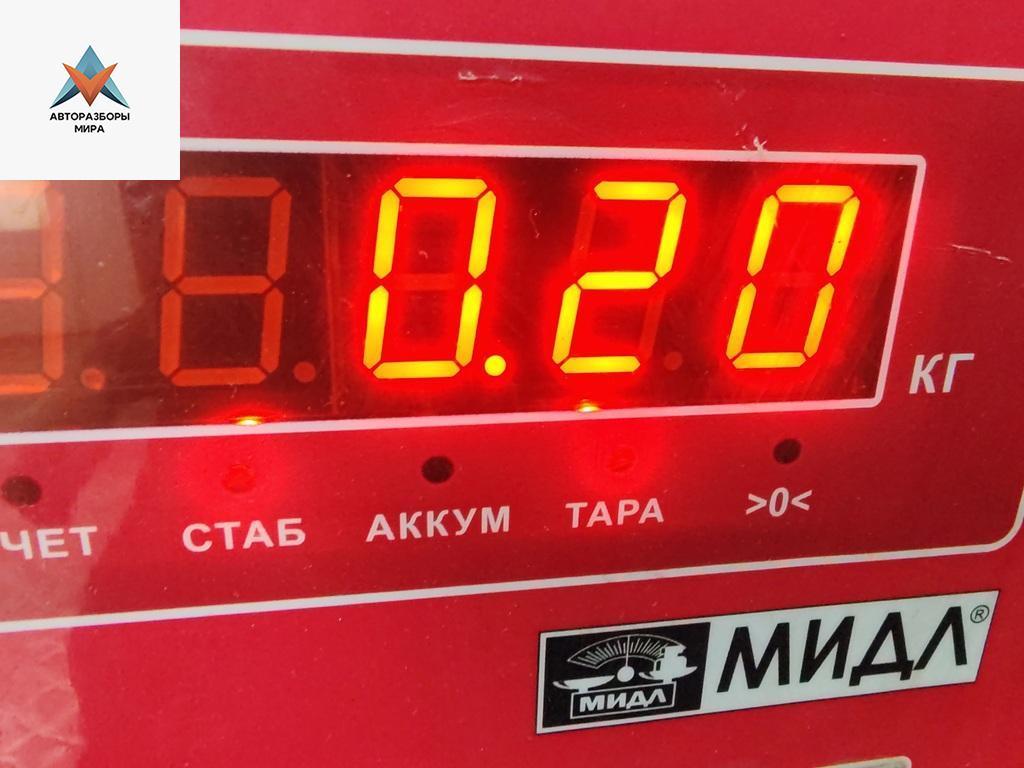 АВТОРАЗБОРЫ
МИРА
0.20
КГ
ЧЕТ СТАБ АККУМ ТАРА >0<
МИДЛ МИДЛ®